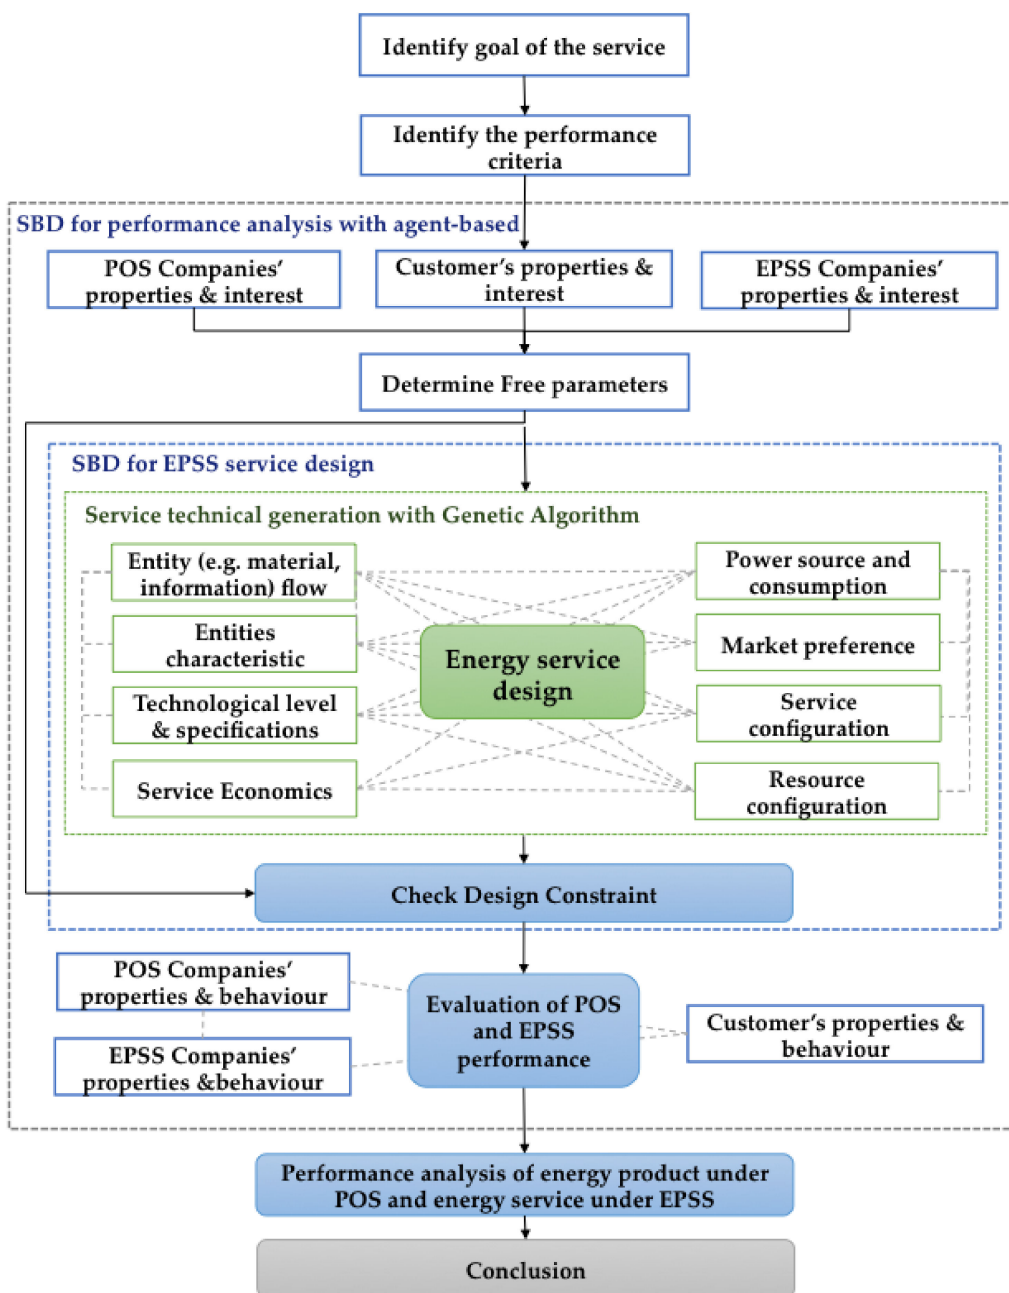 Identify goal of the service
Identify the performance
criteria
SBD for performance analysis with agent-based
POS Companies’
properties & interest
Customer’s properties &
interest
EPSS Companies’
properties & interest
Determine Free parameters
SBD for EPSS service design
Service technical generation with Genetic Algorithm
Entity (e.g. material,
information) flow
Power source and
consumption
Entities
characteristic
Market preference
Energy service
design
Technological level
& specifications
Service
configuration
Service Economics
Resource
configuration
Check Design Constraint
POS Companies’
properties & behaviour
Evaluation of POS
and EPSS
performance
Customer’s properties &
behaviour
EPSS Companies’
properties &behaviour
Performance analysis of energy product under
POS and energy service under EPSS
Conclusion